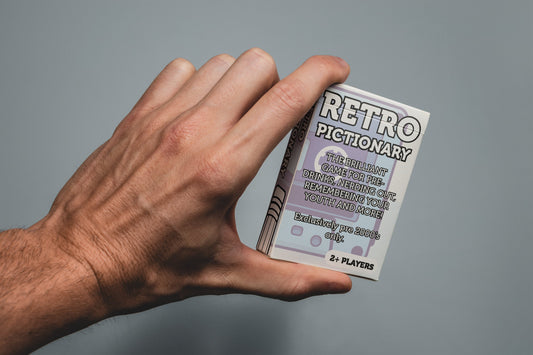 RETRO
PICTIONARY
THE BRILLIANT
GAME FOR PRE-
DRINKS, NERDING OUT,
REMEMBERING YOUR
YOUTH AND MORE!
Exclusively pre 2000's
only.
2+ PLAYERS